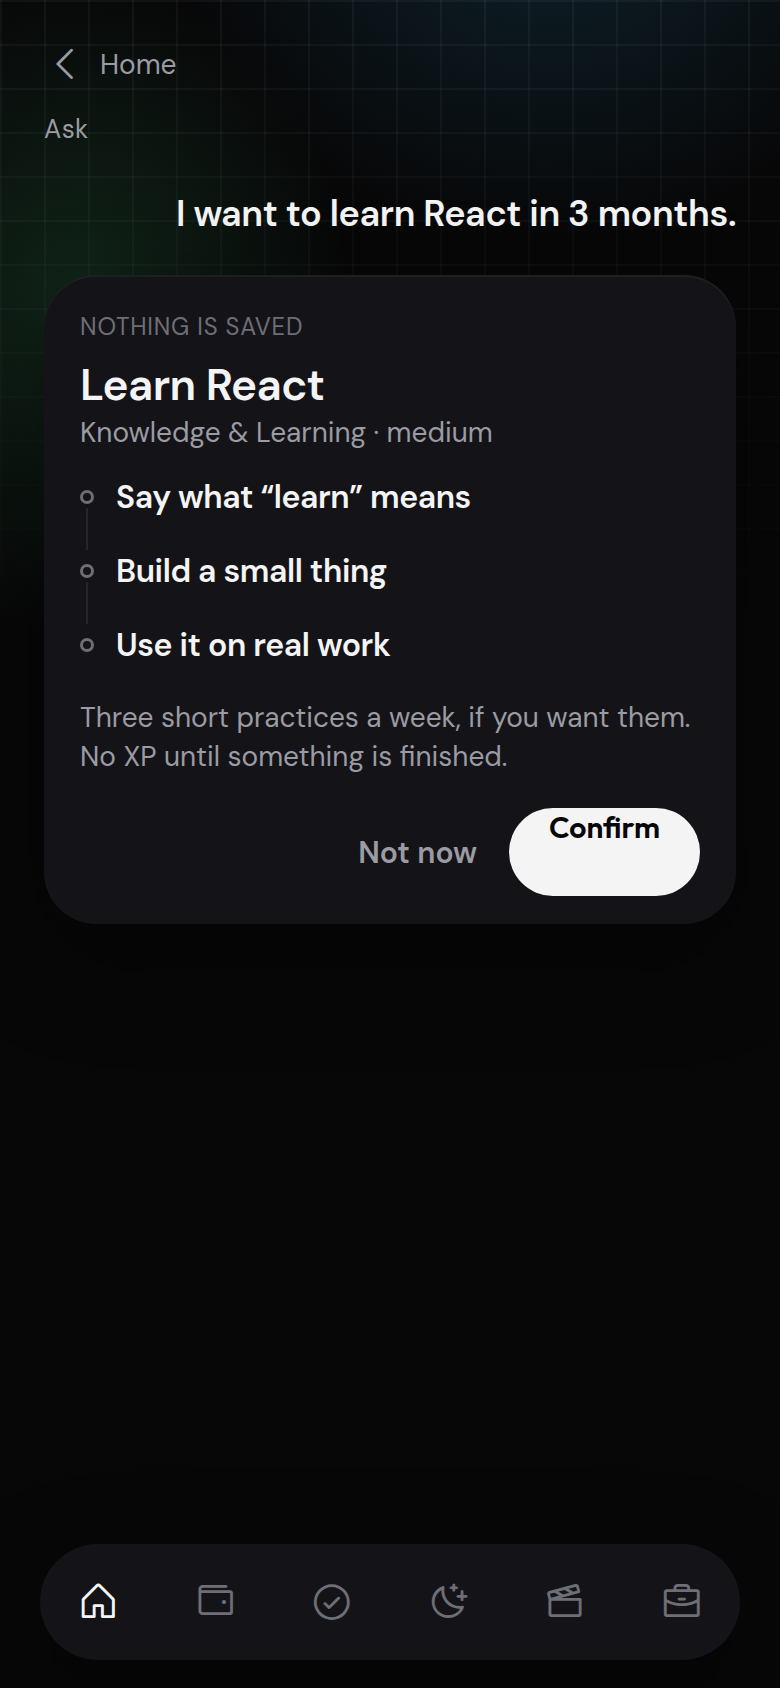 Home
Ask
I want to learn React in 3 months.
NOTHING IS SAVED
Learn React
Knowledge & Learning · medium
Say what “learn” means
Build a small thing
Use it on real work
Three short practices a week, if you want them.
No XP until something is finished.
Not now
Confirm